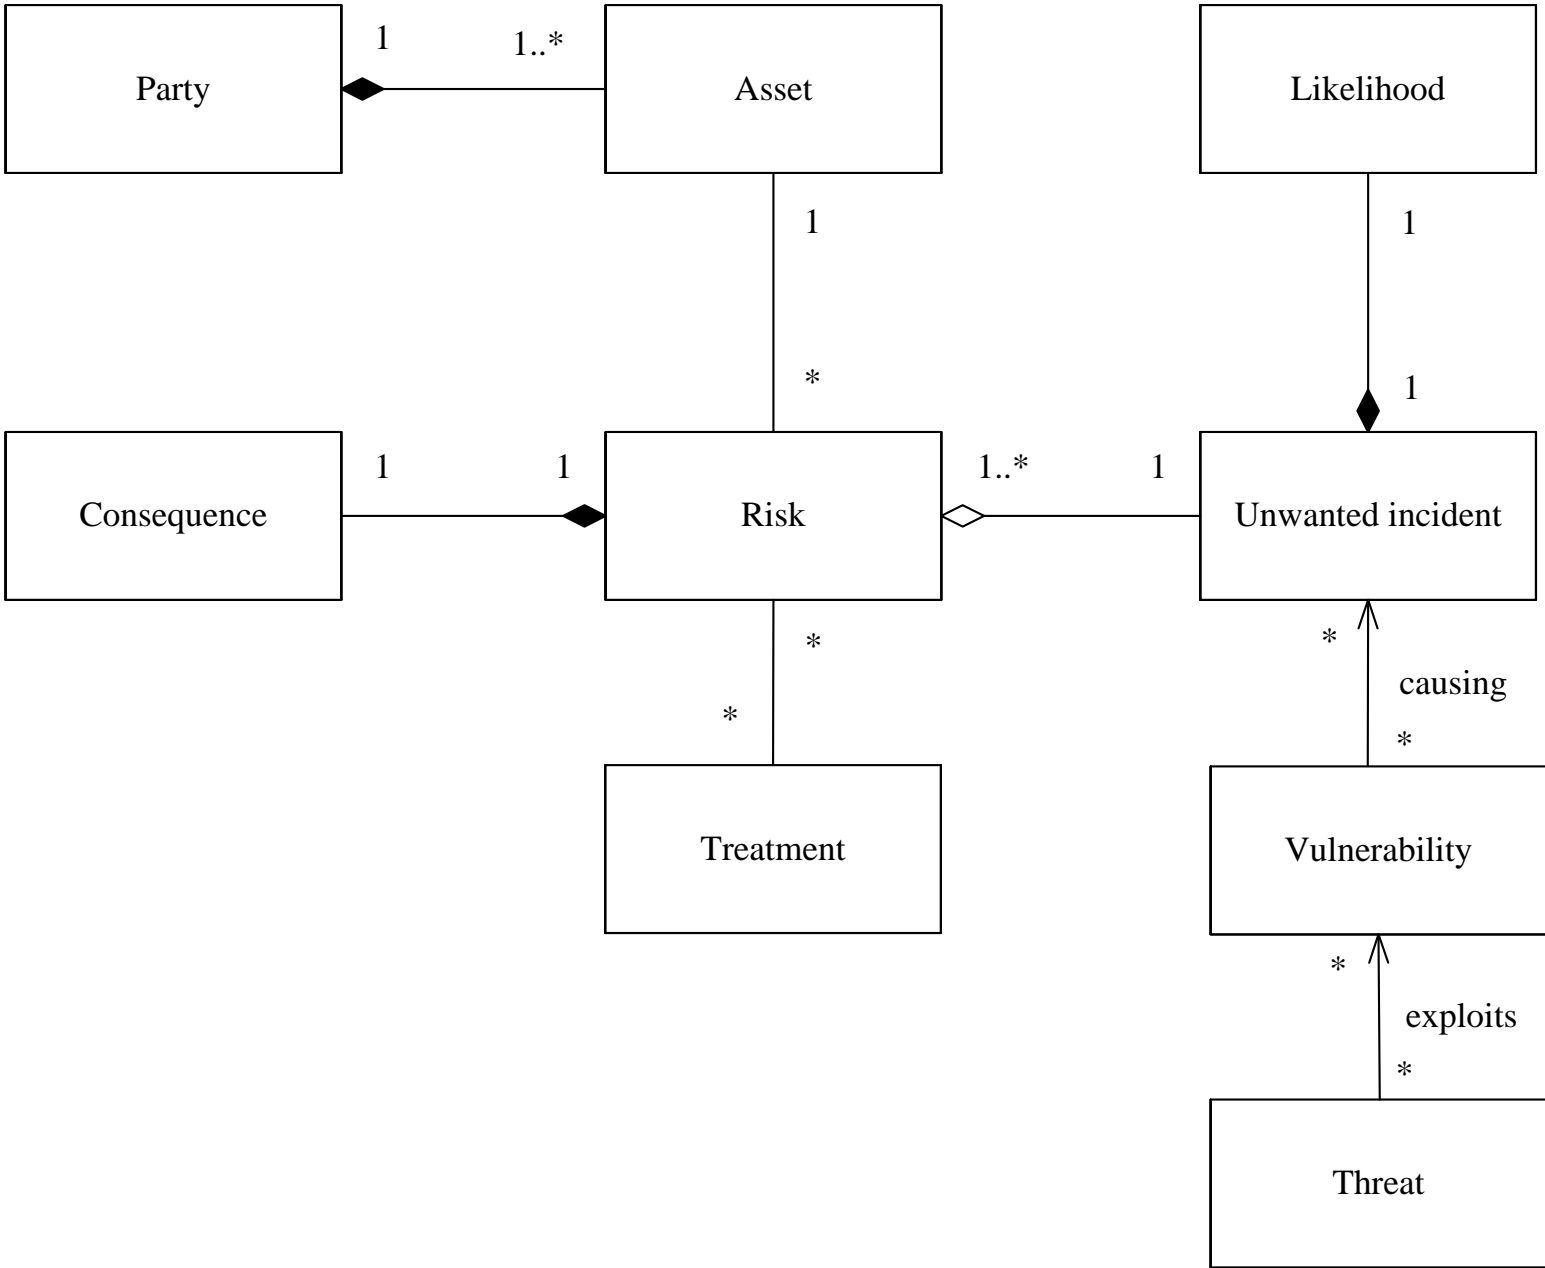 1
1..*
Party
Asset
Likelihood
1
1
*
1
1
1
1..*
1
Consequence
Risk
Unwanted incident
*
*
causing
*
*
Treatment
Vulnerability
*
exploits
*
Threat